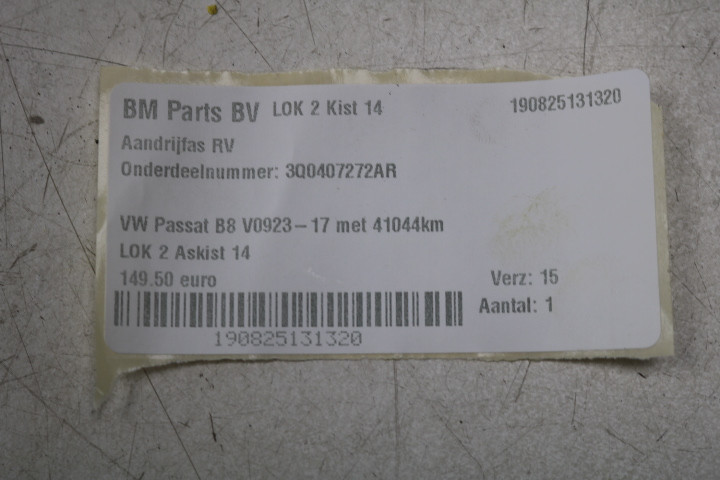 BM Parts BV LOK 2 Kist 14 190825131320
Aandrijfas RV
Onderdeelnummer: 3Q0407272AR
VW Passat B8 V0923-17 met 41044km
LOK 2 Askist 14
149.50 euro Verz: 15
Aantal: 1
190825131320